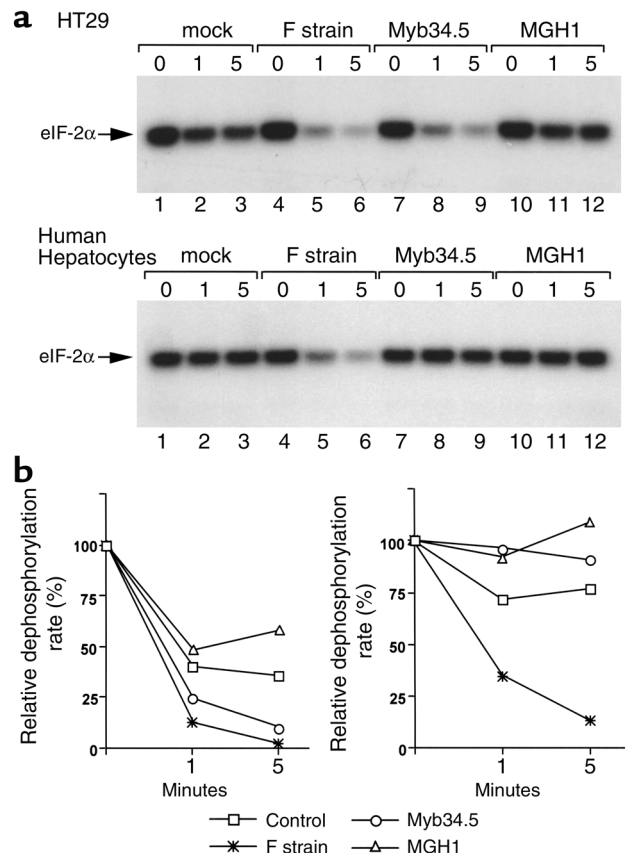 a HT29
mock F strain Myb34.5 MGH1
0 1 5 0 1 5 0 1 5 0 1 5
eIF-2α
1 2 3 4 5 6 7 8 9 10 11 12
Human
Hepatocytes mock F strain Myb34.5 MGH1
0 1 5 0 1 5 0 1 5 0 1 5
eIF-2α
1 2 3 4 5 6 7 8 9 10 11 12
b
Relative dephosphorylation
rate (%)
100
75
50
25
0
1 5
Minutes
Relative dephosphorylation
rate (%)
100
75
50
25
0
1 5
Minutes
Control Myb34.5
F strain MGH1